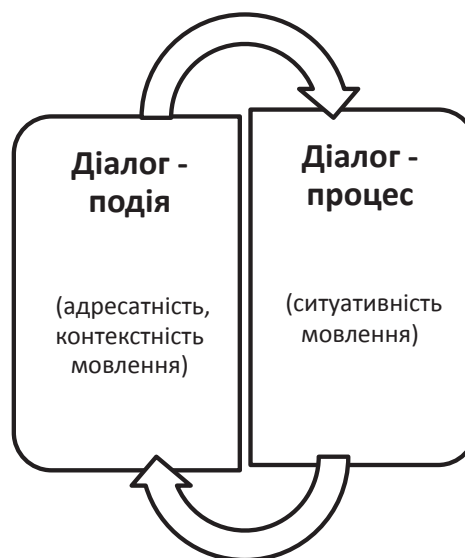 Діалог -
подія
(адресатність,
контекстність
мовлення)
Діалог -
процес
(ситуативність
мовлення)